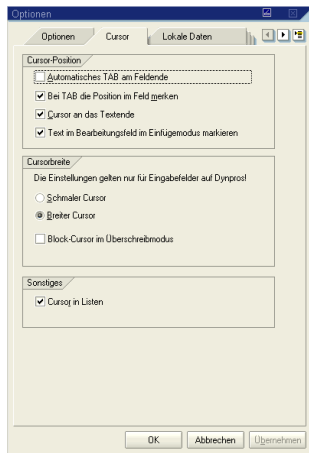 Optionen
Optionen
Cursor
Lokale Daten
Cursor-Position
Automatisches TAB am Feldende
Bei TAB die Position im Feld merken
Cursor an das Textende
Text im Bearbeitungsfeld im Einfügemodus markieren
Cursorbreite
Die Einstellungen gelten nur für Eingabefelder auf Dynpros!
Schmaler Cursor
Breiter Cursor
Block-Cursor im Überschreibmodus
Sonstiges
Cursor in Listen
OK
Abbrechen
Übernehmen